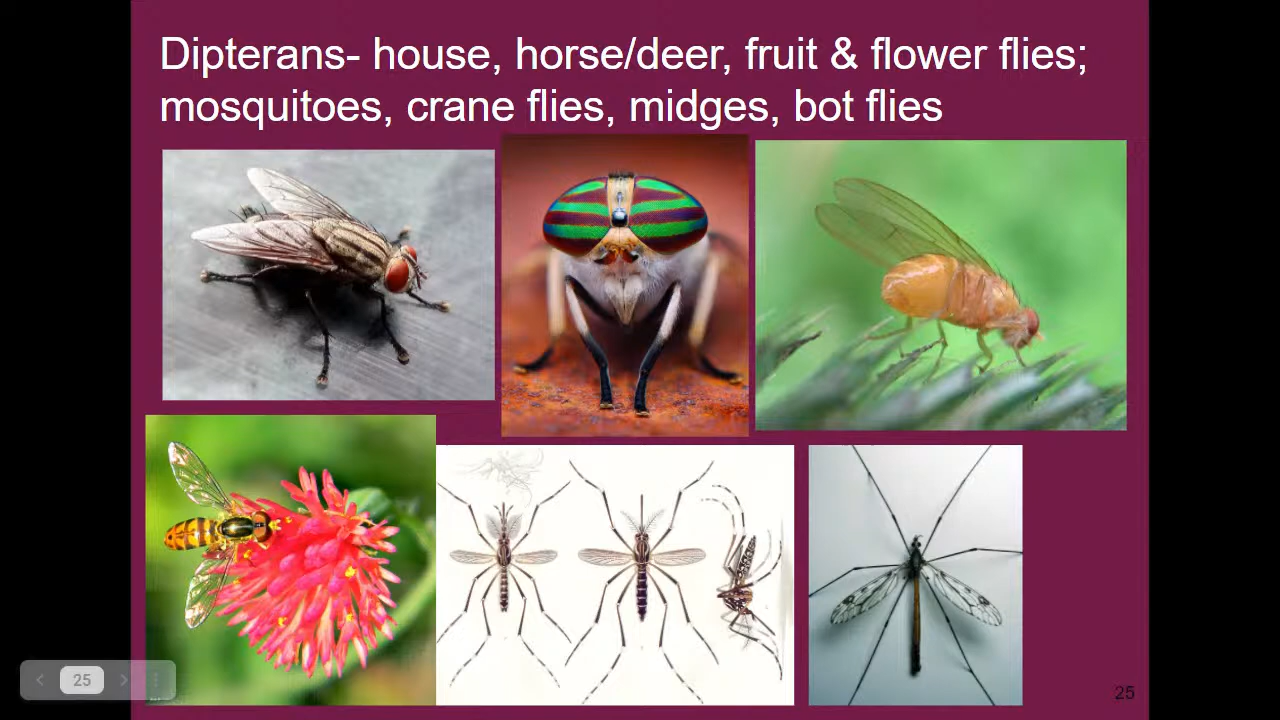 Dipterans- house, horse/deer, fruit & flower flies;
mosquitoes, crane flies, midges, bot flies
25
25